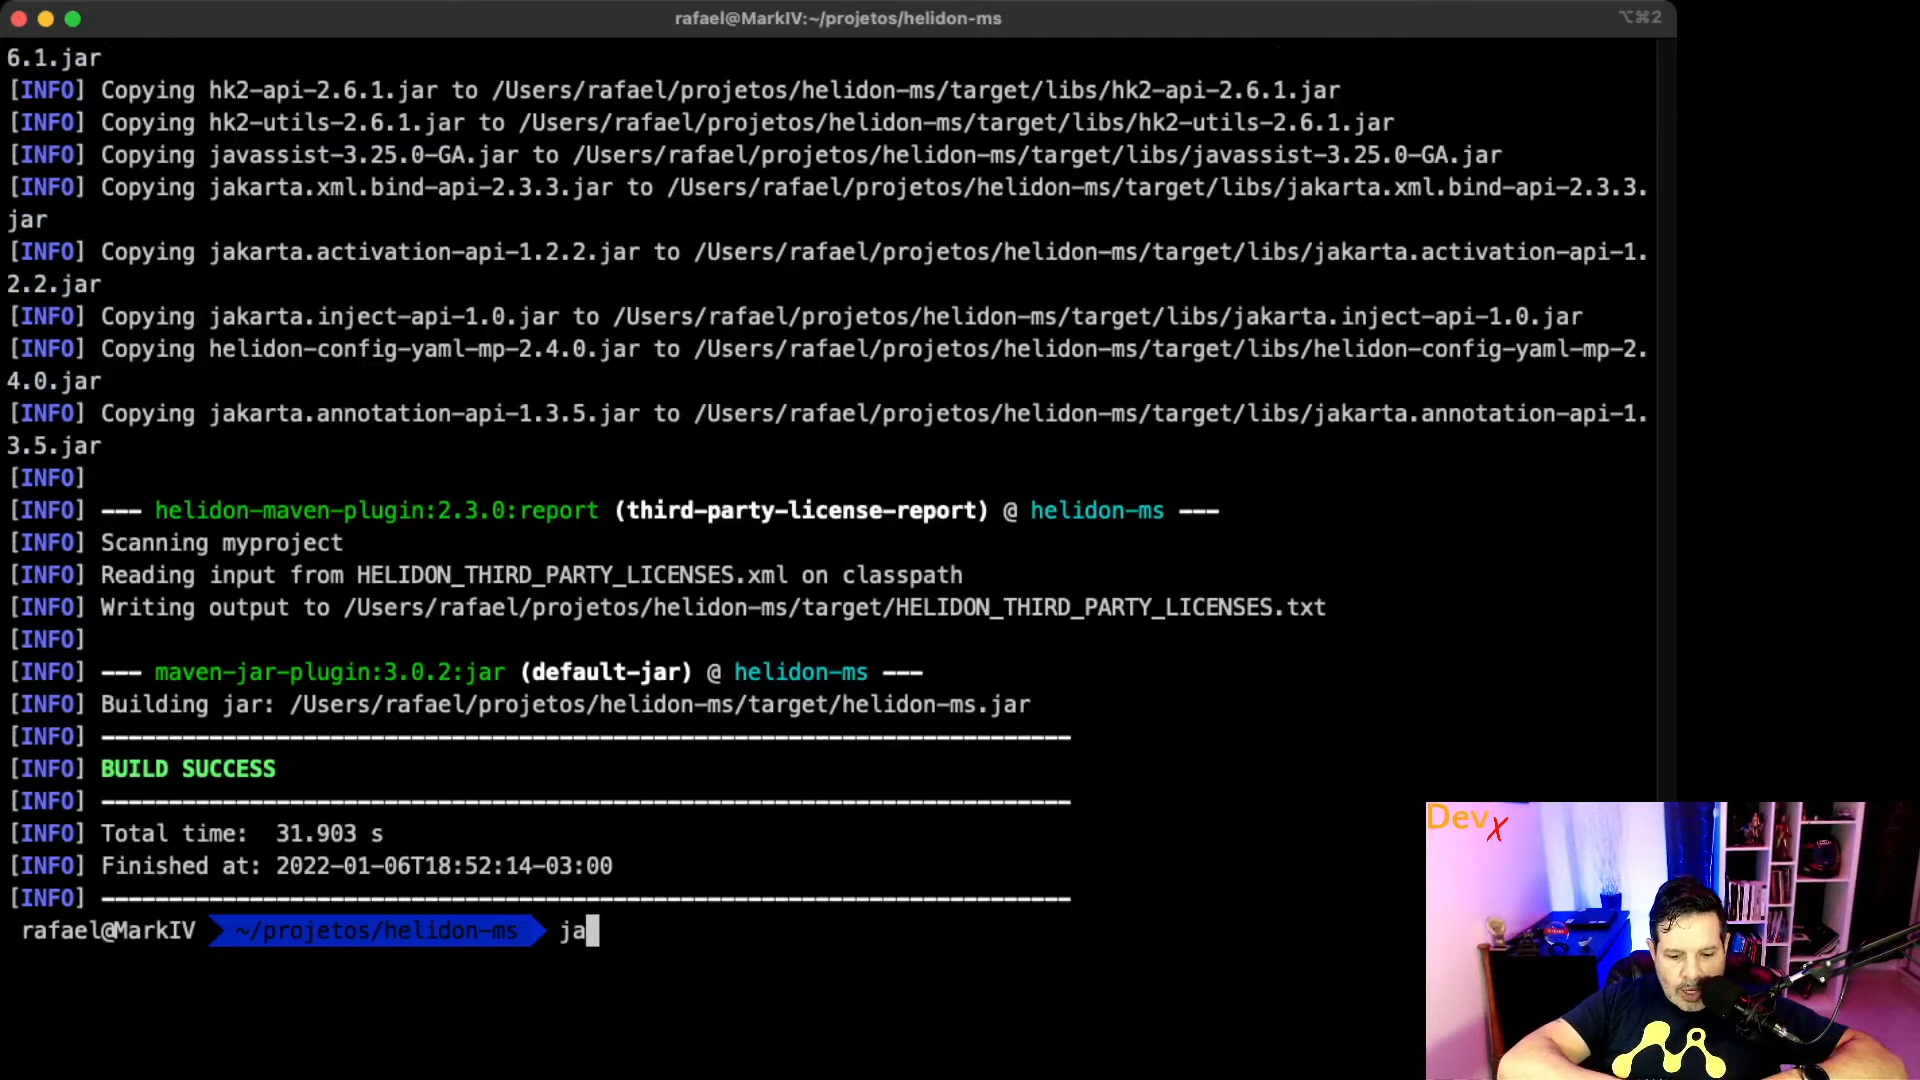 rafael@MarkIV:~/projetos/helidon-ms
⌥⌘2
6.1.jar
[INFO] Copying hk2-api-2.6.1.jar to /Users/rafael/projetos/helidon-ms/target/libs/hk2-api-2.6.1.jar
[INFO] Copying hk2-utils-2.6.1.jar to /Users/rafael/projetos/helidon-ms/target/libs/hk2-utils-2.6.1.jar
[INFO] Copying javassist-3.25.0-GA.jar to /Users/rafael/projetos/helidon-ms/target/libs/javassist-3.25.0-GA.jar
[INFO] Copying jakarta.xml.bind-api-2.3.3.jar to /Users/rafael/projetos/helidon-ms/target/libs/jakarta.xml.bind-api-2.3.3.
jar
[INFO] Copying jakarta.activation-api-1.2.2.jar to /Users/rafael/projetos/helidon-ms/target/libs/jakarta.activation-api-1.
2.2.jar
[INFO] Copying jakarta.inject-api-1.0.jar to /Users/rafael/projetos/helidon-ms/target/libs/jakarta.inject-api-1.0.jar
[INFO] Copying helidon-config-yaml-mp-2.4.0.jar to /Users/rafael/projetos/helidon-ms/target/libs/helidon-config-yaml-mp-2.
4.0.jar
[INFO] Copying jakarta.annotation-api-1.3.5.jar to /Users/rafael/projetos/helidon-ms/target/libs/jakarta.annotation-api-1.
3.5.jar
[INFO]
[INFO] --- helidon-maven-plugin:2.3.0:report (third-party-license-report) @ helidon-ms ---
[INFO] Scanning myproject
[INFO] Reading input from HELIDON_THIRD_PARTY_LICENSES.xml on classpath
[INFO] Writing output to /Users/rafael/projetos/helidon-ms/target/HELIDON_THIRD_PARTY_LICENSES.txt
[INFO]
[INFO] --- maven-jar-plugin:3.0.2:jar (default-jar) @ helidon-ms ---
[INFO] Building jar: /Users/rafael/projetos/helidon-ms/target/helidon-ms.jar
[INFO] ------------------------------------------------------------------------
[INFO] BUILD SUCCESS
[INFO] ------------------------------------------------------------------------
[INFO] Total time:  31.903 s
[INFO] Finished at: 2022-01-06T18:52:14-03:00
[INFO] ------------------------------------------------------------------------
rafael@MarkIV ~/projetos/helidon-ms ja
DevX